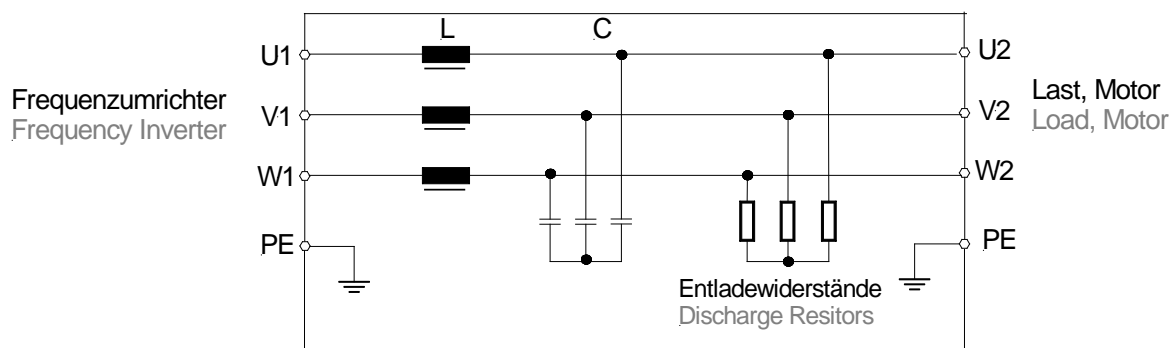 L
C
U1
U2
Frequenzumrichter
Frequency Inverter
V1
V2
Last, Motor
Load, Motor
W1
W2
PE
PE
Entladewiderstände
Discharge Resitors